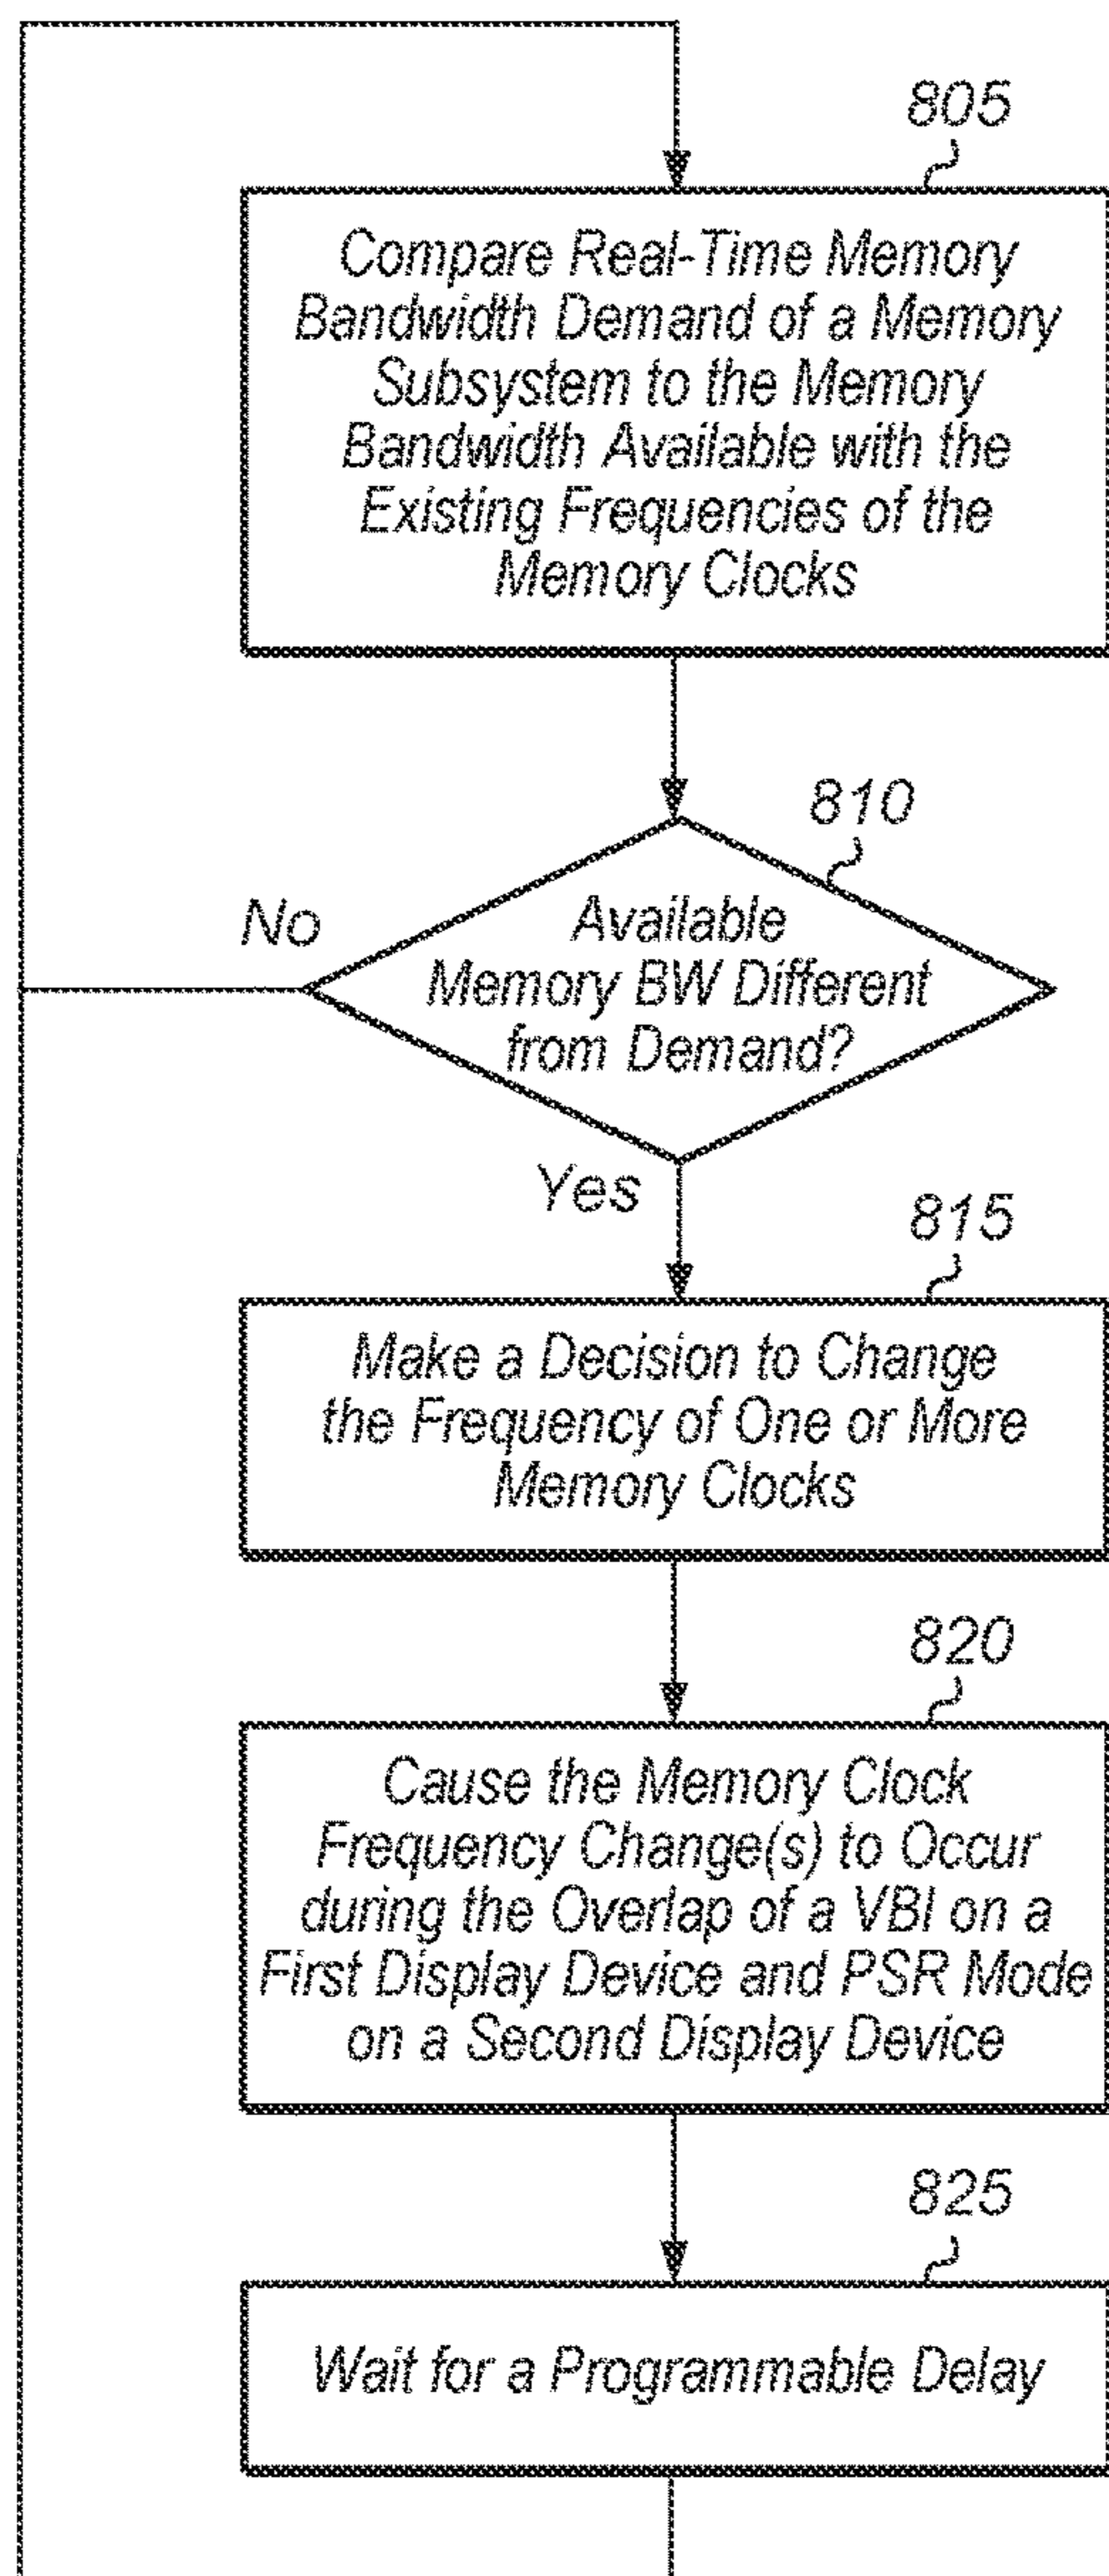 805
Compare Real-Time Memory
Bandwidth Demand of a Memory
Subsystem to the Memory
Bandwidth Available with the
Existing Frequencies of the
Memory Clocks
810
No
Available
Memory BW Different
from Demand?
Yes
815
Make a Decision to Change
the Frequency of One or More
Memory Clocks
820
Cause the Memory Clock
Frequency Change(s) to Occur
during the Overlap of a VBI on a
First Display Device and PSR Mode
on a Second Display Device
825
Wait for a Programmable Delay